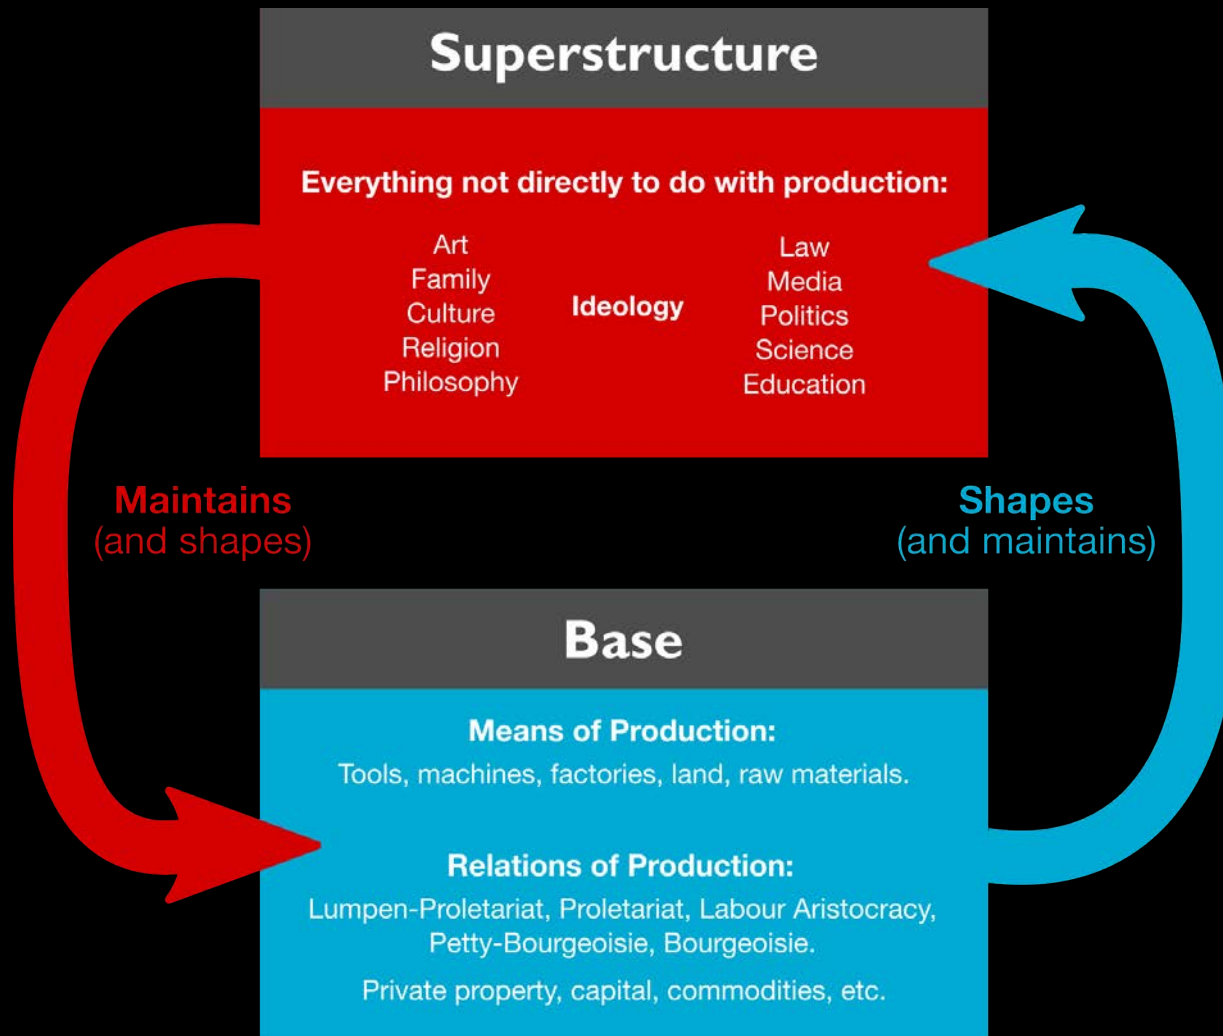 Superstructure
Everything not directly to do with production:
Art
Family
Culture
Religion
Philosophy
Ideology
Law
Media
Politics
Science
Education
Maintains
(and shapes)
Shapes
(and maintains)
Base
Means of Production:
Tools, machines, factories, land, raw materials.
Relations of Production:
Lumpen-Proletariat, Proletariat, Labour Aristocracy,
Petty-Bourgeoisie, Bourgeoisie.
Private property, capital, commodities, etc.